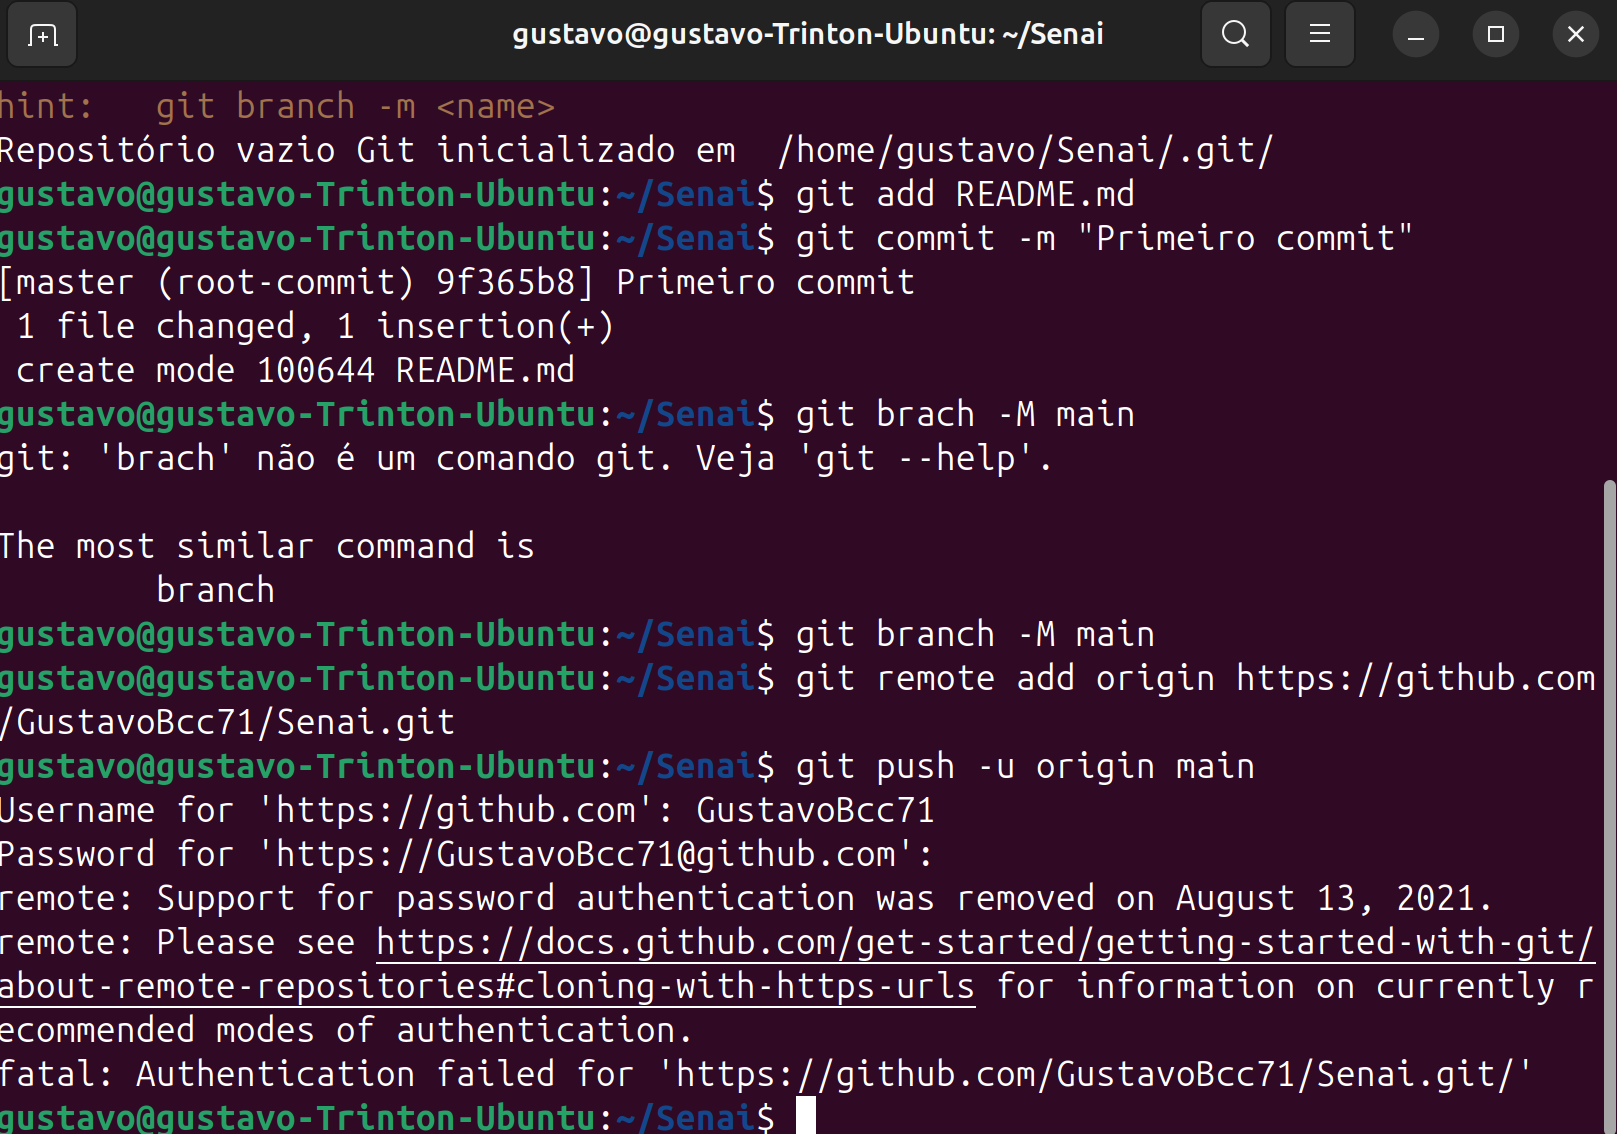 gustavo@gustavo-Trinton-Ubuntu: ~/Senai
hint:   git branch -m <name>
Repositório vazio Git inicializado em  /home/gustavo/Senai/.git/
gustavo@gustavo-Trinton-Ubuntu:~/Senai$ git add README.md
gustavo@gustavo-Trinton-Ubuntu:~/Senai$ git commit -m "Primeiro commit"
[master (root-commit) 9f365b8] Primeiro commit
 1 file changed, 1 insertion(+)
 create mode 100644 README.md
gustavo@gustavo-Trinton-Ubuntu:~/Senai$ git brach -M main
git: 'brach' não é um comando git. Veja 'git --help'.

The most similar command is
        branch
gustavo@gustavo-Trinton-Ubuntu:~/Senai$ git branch -M main
gustavo@gustavo-Trinton-Ubuntu:~/Senai$ git remote add origin https://github.com
/GustavoBcc71/Senai.git
gustavo@gustavo-Trinton-Ubuntu:~/Senai$ git push -u origin main
Username for 'https://github.com': GustavoBcc71
Password for 'https://GustavoBcc71@github.com':
remote: Support for password authentication was removed on August 13, 2021.
remote: Please see https://docs.github.com/get-started/getting-started-with-git/
about-remote-repositories#cloning-with-https-urls for information on currently r
ecommended modes of authentication.
fatal: Authentication failed for 'https://github.com/GustavoBcc71/Senai.git/'
gustavo@gustavo-Trinton-Ubuntu:~/Senai$